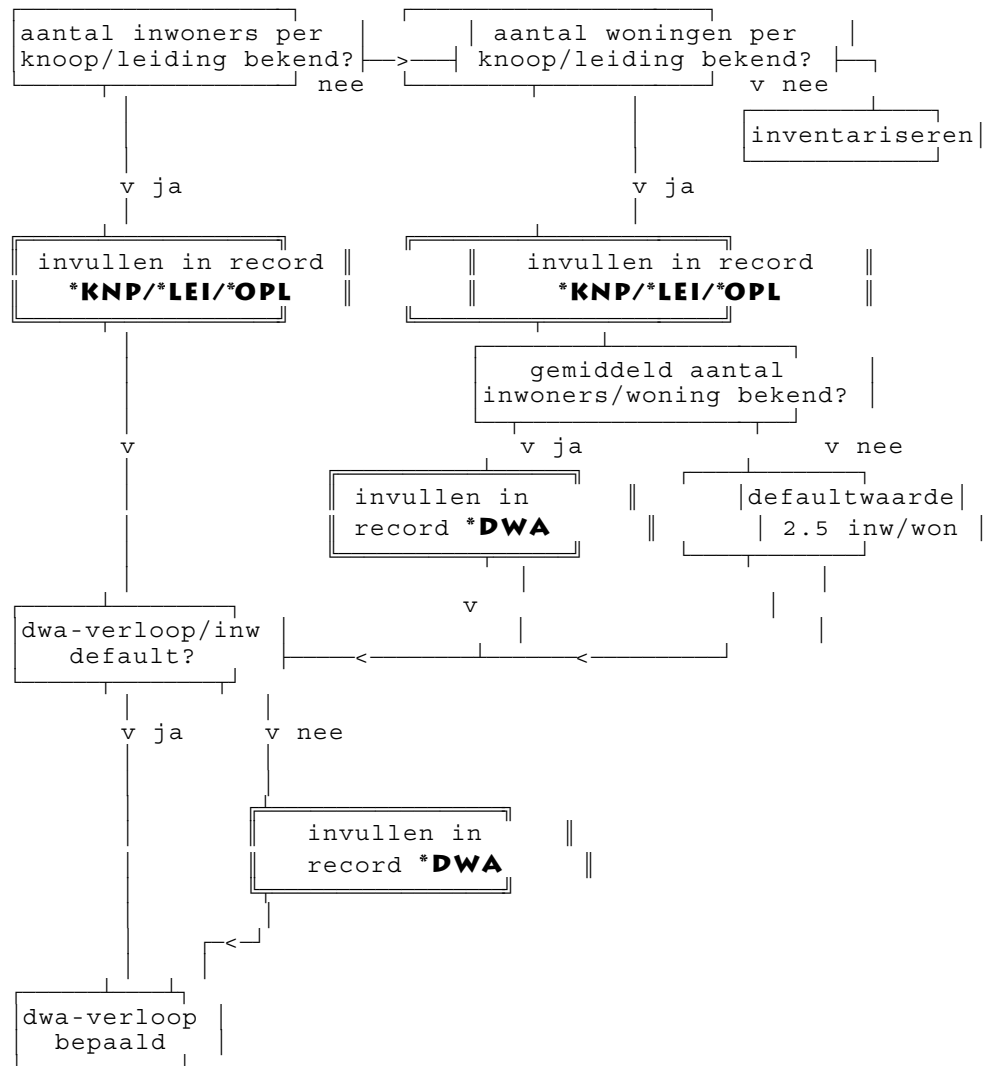 aantal inwoners per
knoop/leiding bekend?
nee
aantal woningen per
knoop/leiding bekend?
v nee
inventariseren
v ja
v ja
invullen in record
*KNP/*LEI/*OPL
invullen in record
*KNP/*LEI/*OPL
gemiddeld aantal
inwoners/woning bekend?
v
v ja
v nee
invullen in
record *DWA
defaultwaarde
2.5 inw/won
v
dwa-verloop/inw
default?
v ja
v nee
invullen in
record *DWA
dwa-verloop
bepaald